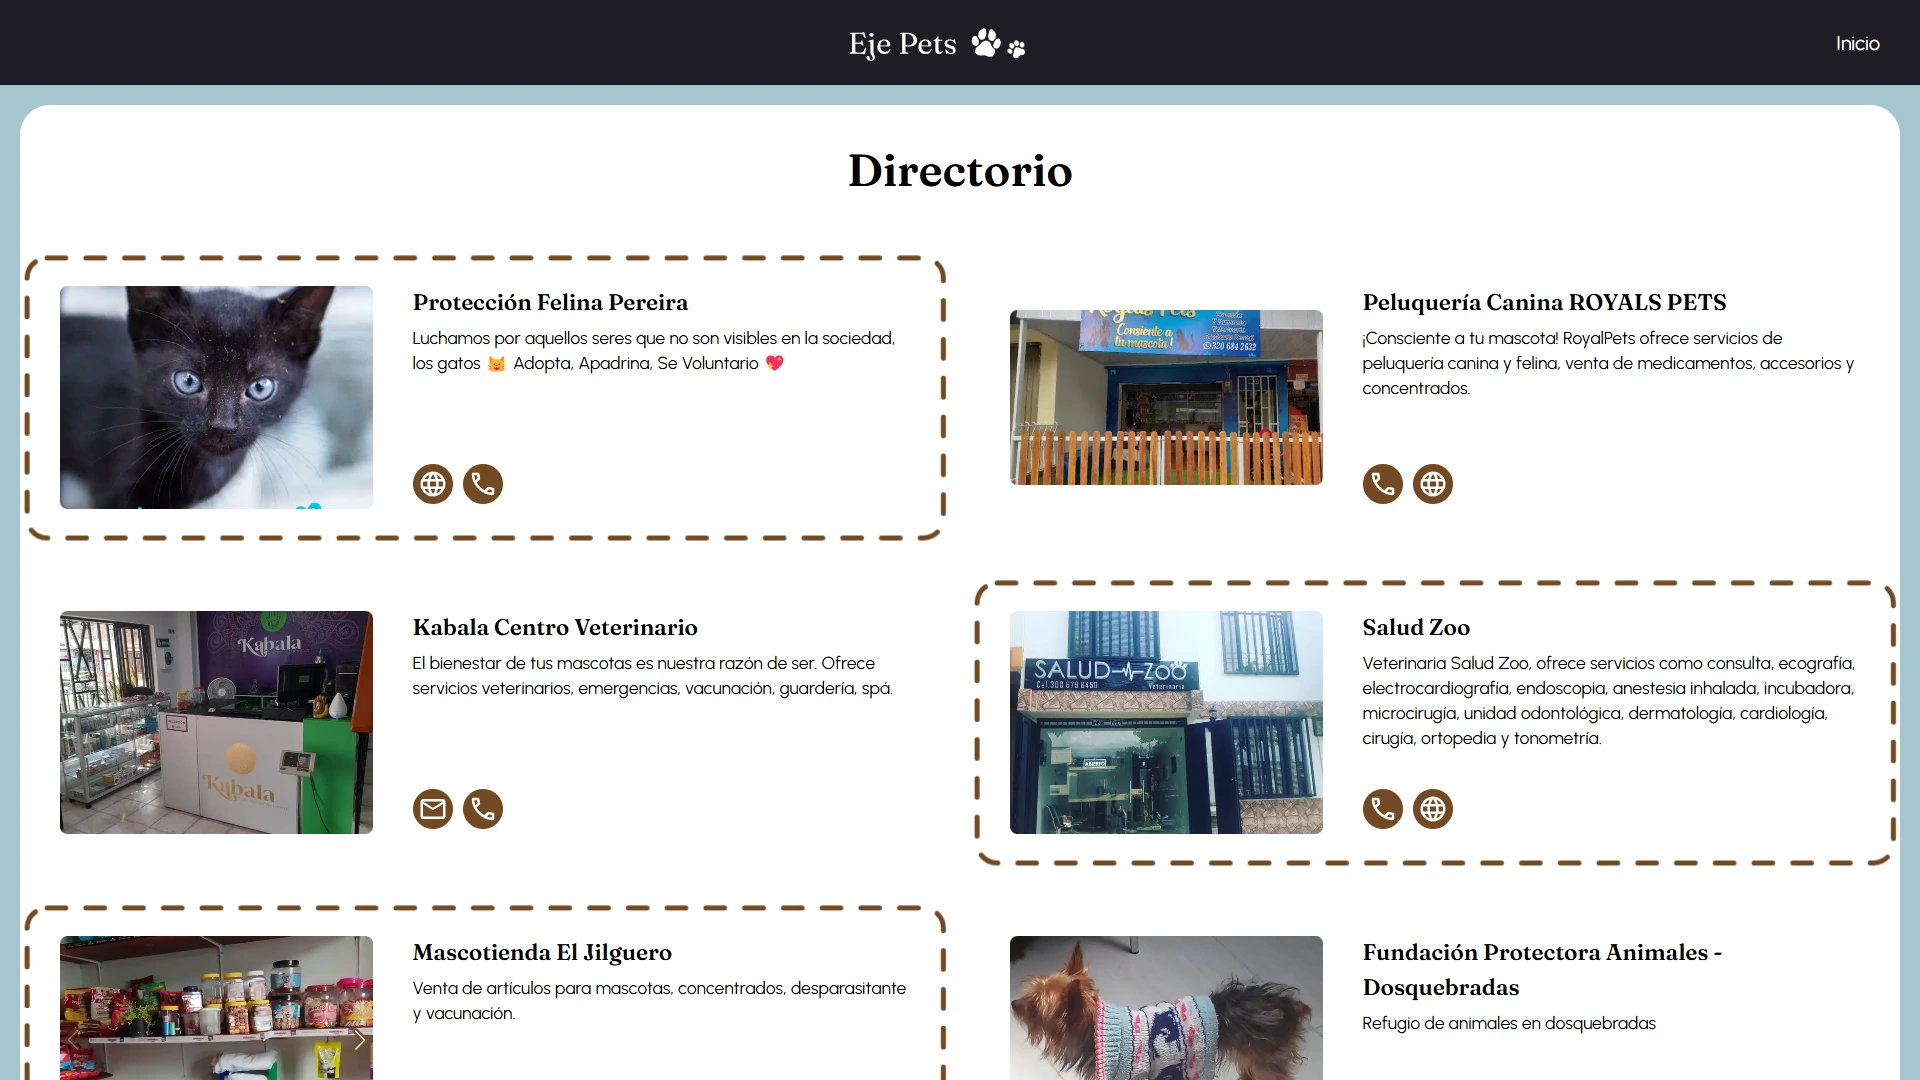 Eje Pets
Inicio
Directorio
Protección Felina Pereira
Luchamos por aquellos seres que no son visibles en la sociedad,
los gatos 😺 Adopta, Apadrina, Se Voluntario 💖
Royals Pets
Consiente a
tu mascota!
320 684 2632
Peluquería Canina ROYALS PETS
¡Consciente a tu mascota! RoyalPets ofrece servicios de
peluquería canina y felina, venta de medicamentos, accesorios y
concentrados.
Kabala
Kabala
Kabala Centro Veterinario
El bienestar de tus mascotas es nuestra razón de ser. Ofrece
servicios veterinarios, emergencias, vacunación, guardería, spá.
SALUD ZOO
Cel. 300 679 6450
Veterinaria
ABIERTO
Salud Zoo
Veterinaria Salud Zoo, ofrece servicios como consulta, ecografía,
electrocardiografía, endoscopia, anestesia inhalada, incubadora,
microcirugía, unidad odontológica, dermatología, cardiología,
cirugía, ortopedia y tonometría.
Mascotienda El Jilguero
Venta de artículos para mascotas, concentrados, desparasitante
y vacunación.
Fundación Protectora Animales -
Dosquebradas
Refugio de animales en dosquebradas